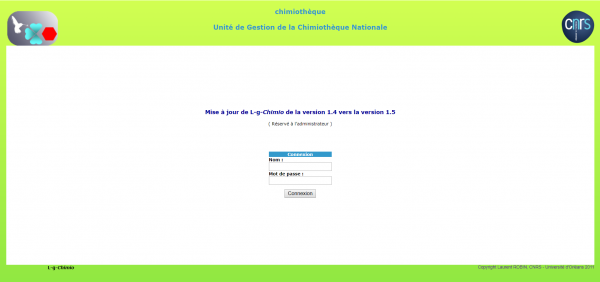 chimiothèque
Unité de Gestion de la Chimiothèque Nationale
cnrs
Mise à jour de L-g-Chimio de la version 1.4 vers la version 1.5
( Réservé à l'administrateur )
Connexion
Nom :
Mot de passe :
Connexion
L-g-Chimio
Copyright Laurent ROBIN, CNRS - Université d'Orléans 2011